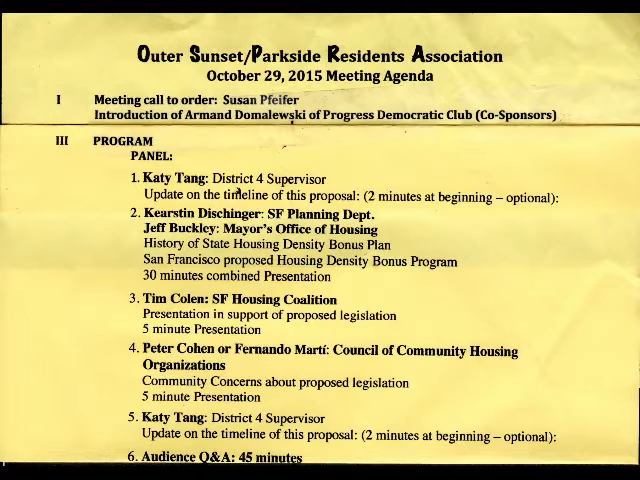 Outer Sunset/Parkside Residents Association
October 29, 2015 Meeting Agenda
I Meeting call to order: Susan Pfeifer
Introduction of Armand Domalewski of Progress Democratic Club (Co-Sponsors)
III PROGRAM
PANEL:
1. Katy Tang: District 4 Supervisor
Update on the timeline of this proposal: (2 minutes at beginning – optional):
2. Kearstin Dischinger: SF Planning Dept.
Jeff Buckley: Mayor's Office of Housing
History of State Housing Density Bonus Plan
San Francisco proposed Housing Density Bonus Program
30 minutes combined Presentation
3. Tim Colen: SF Housing Coalition
Presentation in support of proposed legislation
5 minute Presentation
4. Peter Cohen or Fernando Martí: Council of Community Housing
Organizations
Community Concerns about proposed legislation
5 minute Presentation
5. Katy Tang: District 4 Supervisor
Update on the timeline of this proposal: (2 minutes at beginning – optional):
6. Audience Q&A: 45 minutes